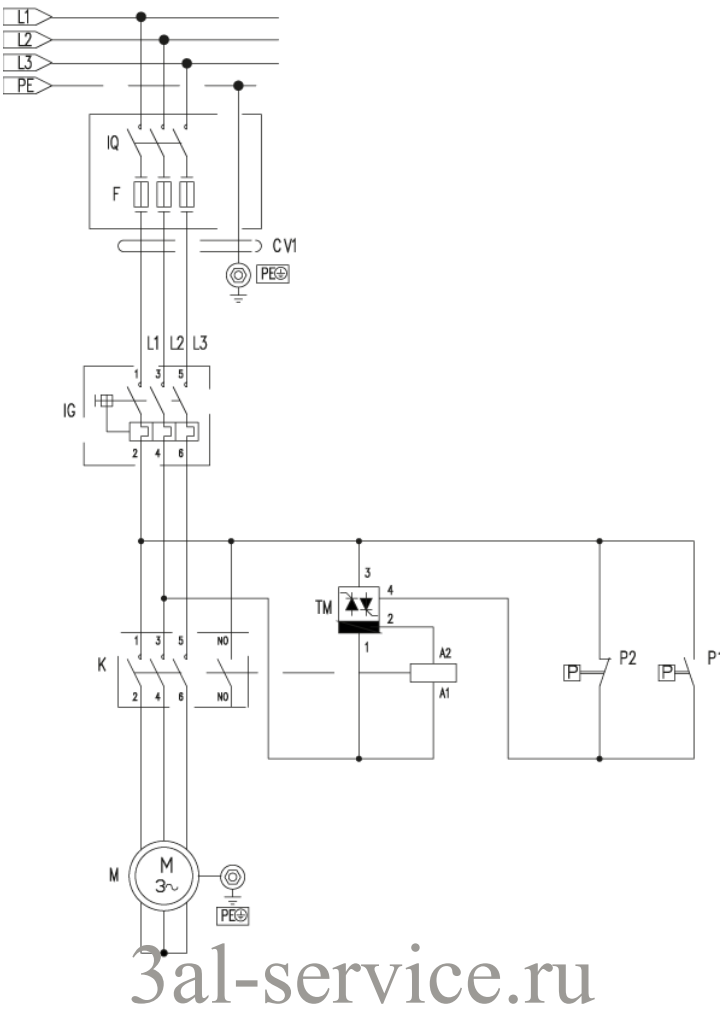 L1
L2
L3
PE
IQ
F
CV1
PE
L1 L2 L3
1 3 5
IG
2 4 6
3
4
TM
2
1
1 3 5 NO
K
2 4 6 NO
A2
A1
P P2
P P1
M
M
3~
PE
3al-service.ru